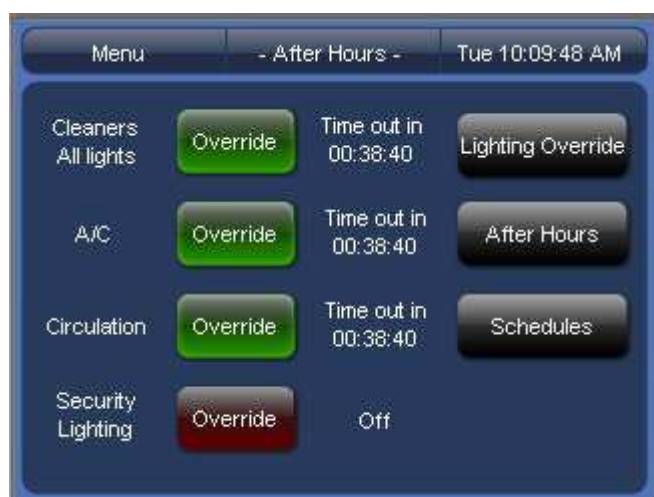 Menu - After Hours - Tue 10:09:48 AM
Cleaners
All lights
Override
Time out in
00:38:40
Lighting Override
A/C
Override
Time out in
00:38:40
After Hours
Circulation
Override
Time out in
00:38:40
Schedules
Security
Lighting
Override
Off